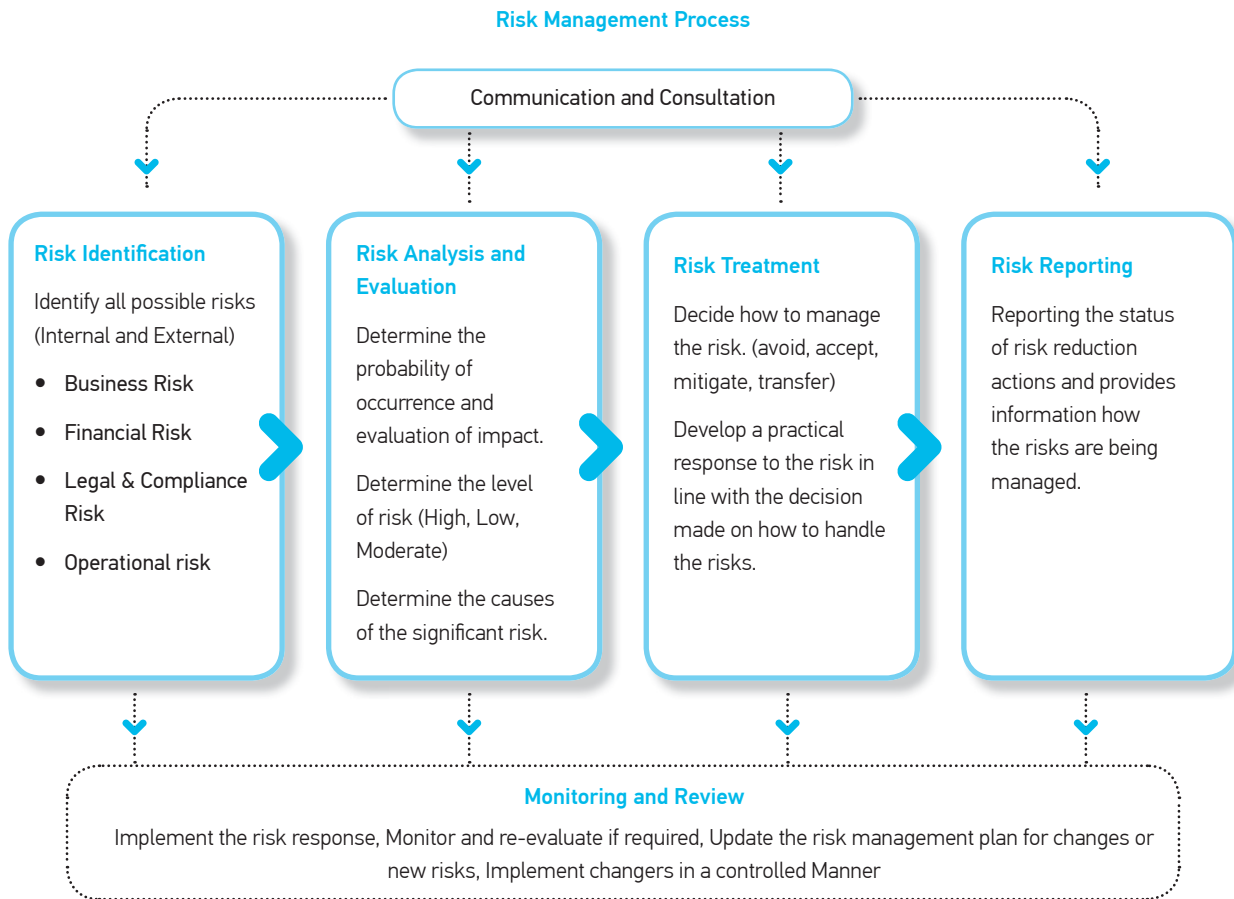 Risk Management Process
Communication and Consultation
Risk Identification
Identify all possible risks
(Internal and External)
• Business Risk
• Financial Risk
• Legal & Compliance
Risk
• Operational risk
Risk Analysis and
Evaluation
Determine the
probability of
occurrence and
evaluation of impact.
Determine the level
of risk (High, Low,
Moderate)
Determine the causes
of the significant risk.
Risk Treatment
Decide how to manage
the risk. (avoid, accept,
mitigate, transfer)
Develop a practical
response to the risk in
line with the decision
made on how to handle
the risks.
Risk Reporting
Reporting the status
of risk reduction
actions and provides
information how
the risks are being
managed.
Monitoring and Review
Implement the risk response, Monitor and re-evaluate if required, Update the risk management plan for changes or
new risks, Implement changers in a controlled Manner